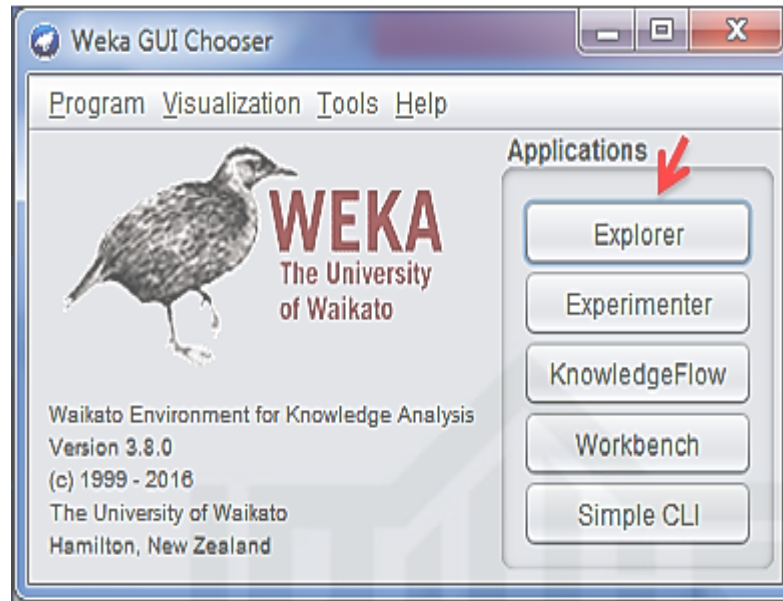 Weka GUI Chooser
Program Visualization Tools Help
Applications
WEKA
The University
of Waikato
Explorer
Experimenter
KnowledgeFlow
Workbench
Simple CLI
Waikato Environment for Knowledge Analysis
Version 3.8.0
(c) 1999 - 2016
The University of Waikato
Hamilton, New Zealand